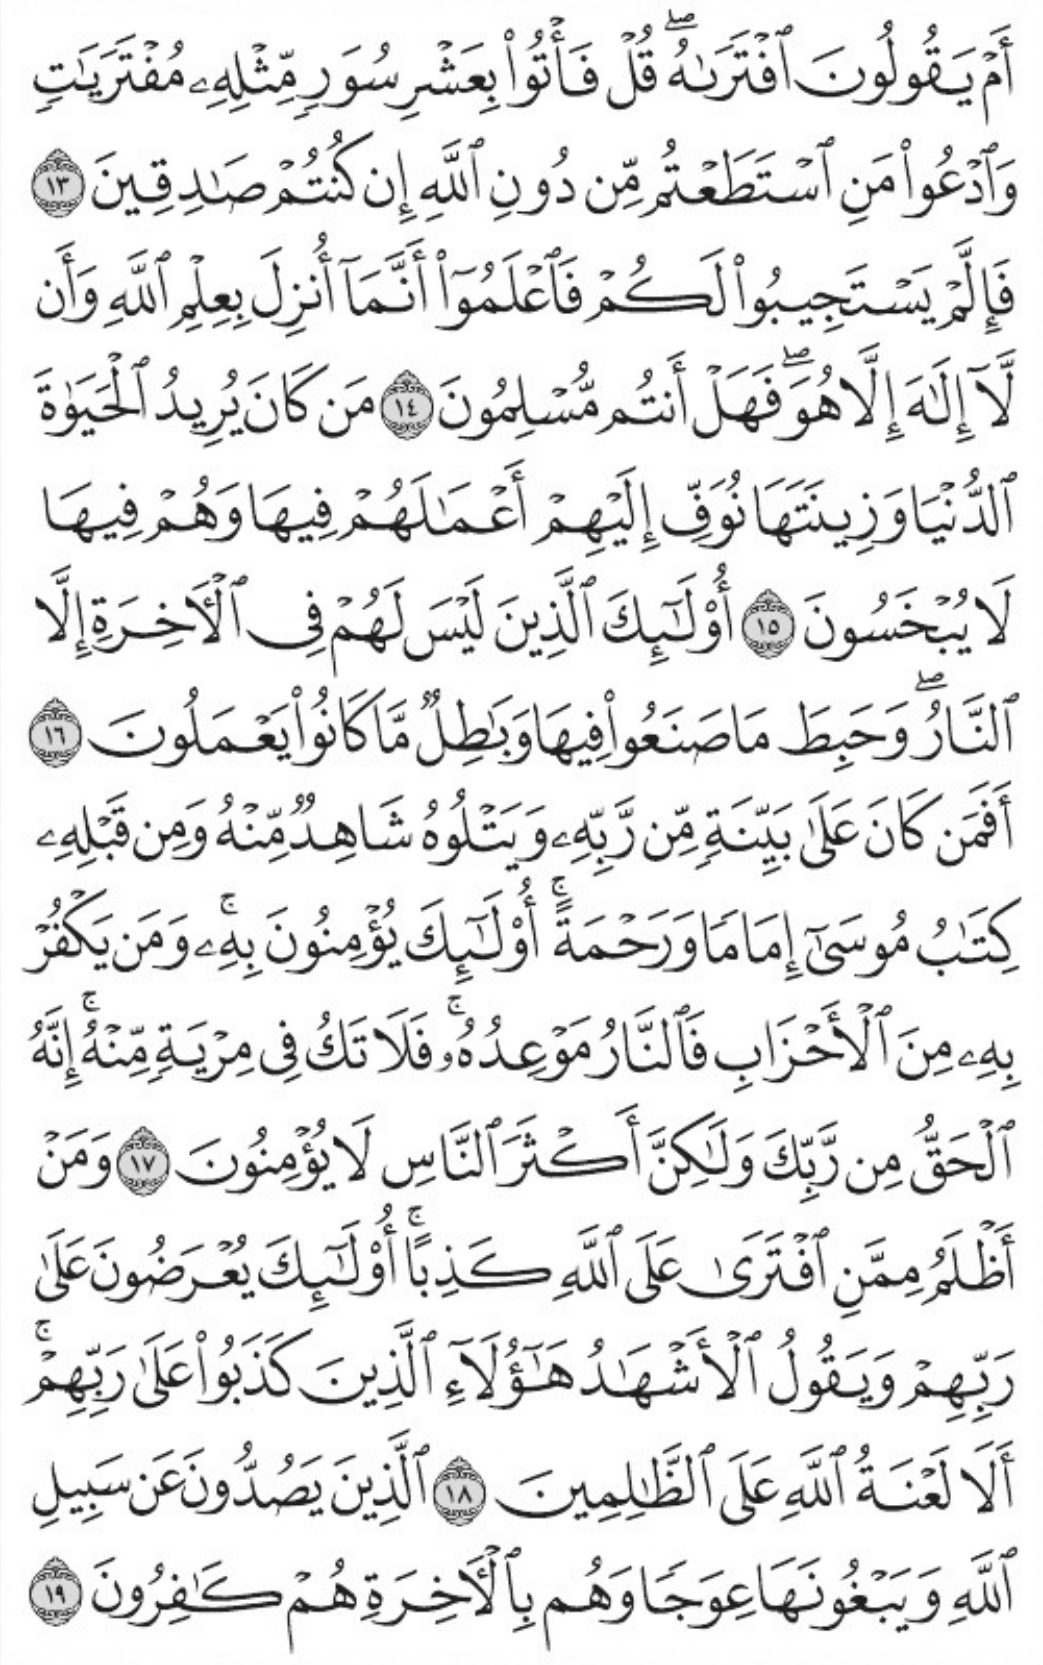 أَمۡ يَقُولُونَ ٱفۡتَرَىٰهُۖ قُلۡ فَأۡتُواْ بِعَشۡرِ سُوَرٖ مِّثۡلِهِۦ مُفۡتَرَيَٰتٖ
وَٱدۡعُواْ مَنِ ٱسۡتَطَعۡتُم مِّن دُونِ ٱللَّهِ إِن كُنتُمۡ صَٰدِقِينَ ١٣
فَإِلَّمۡ يَسۡتَجِيبُواْ لَكُمۡ فَٱعۡلَمُوٓاْ أَنَّمَآ أُنزِلَ بِعِلۡمِ ٱللَّهِ وَأَن
لَّآ إِلَٰهَ إِلَّا هُوَۖ فَهَلۡ أَنتُم مُّسۡلِمُونَ ١٤ مَن كَانَ يُرِيدُ ٱلۡحَيَوٰةَ
ٱلدُّنۡيَا وَزِينَتَهَا نُوَفِّ إِلَيۡهِمۡ أَعۡمَٰلَهُمۡ فِيهَا وَهُمۡ فِيهَا
لَا يُبۡخَسُونَ ١٥ أُوْلَٰٓئِكَ ٱلَّذِينَ لَيۡسَ لَهُمۡ فِي ٱلۡأٓخِرَةِ إِلَّا
ٱلنَّارُۖ وَحَبِطَ مَا صَنَعُواْ فِيهَا وَبَٰطِلٞ مَّا كَانُواْ يَعۡمَلُونَ ١٦
أَفَمَن كَانَ عَلَىٰ بَيِّنَةٖ مِّن رَّبِّهِۦ وَيَتۡلُوهُ شَاهِدٞ مِّنۡهُ وَمِن قَبۡلِهِۦ
كِتَٰبُ مُوسَىٰٓ إِمَامٗا وَرَحۡمَةًۚ أُوْلَٰٓئِكَ يُؤۡمِنُونَ بِهِۦۚ وَمَن يَكۡفُرۡ
بِهِۦ مِنَ ٱلۡأَحۡزَابِ فَٱلنَّارُ مَوۡعِدُهُۥۚ فَلَا تَكُ فِي مِرۡيَةٖ مِّنۡهُۚ إِنَّهُ
ٱلۡحَقُّ مِن رَّبِّكَ وَلَٰكِنَّ أَكۡثَرَ ٱلنَّاسِ لَا يُؤۡمِنُونَ ١٧ وَمَنۡ
أَظۡلَمُ مِمَّنِ ٱفۡتَرَىٰ عَلَى ٱللَّهِ كَذِبًاۚ أُوْلَٰٓئِكَ يُعۡرَضُونَ عَلَىٰ
رَبِّهِمۡ وَيَقُولُ ٱلۡأَشۡهَٰدُ هَٰٓؤُلَآءِ ٱلَّذِينَ كَذَبُواْ عَلَىٰ رَبِّهِمۡۚ
أَلَا لَعۡنَةُ ٱللَّهِ عَلَى ٱلظَّٰلِمِينَ ١٨ ٱلَّذِينَ يَصُدُّونَ عَن سَبِيلِ
ٱللَّهِ وَيَبۡغُونَهَا عِوَجٗا وَهُم بِٱلۡأٓخِرَةِ هُمۡ كَٰفِرُونَ ١٩